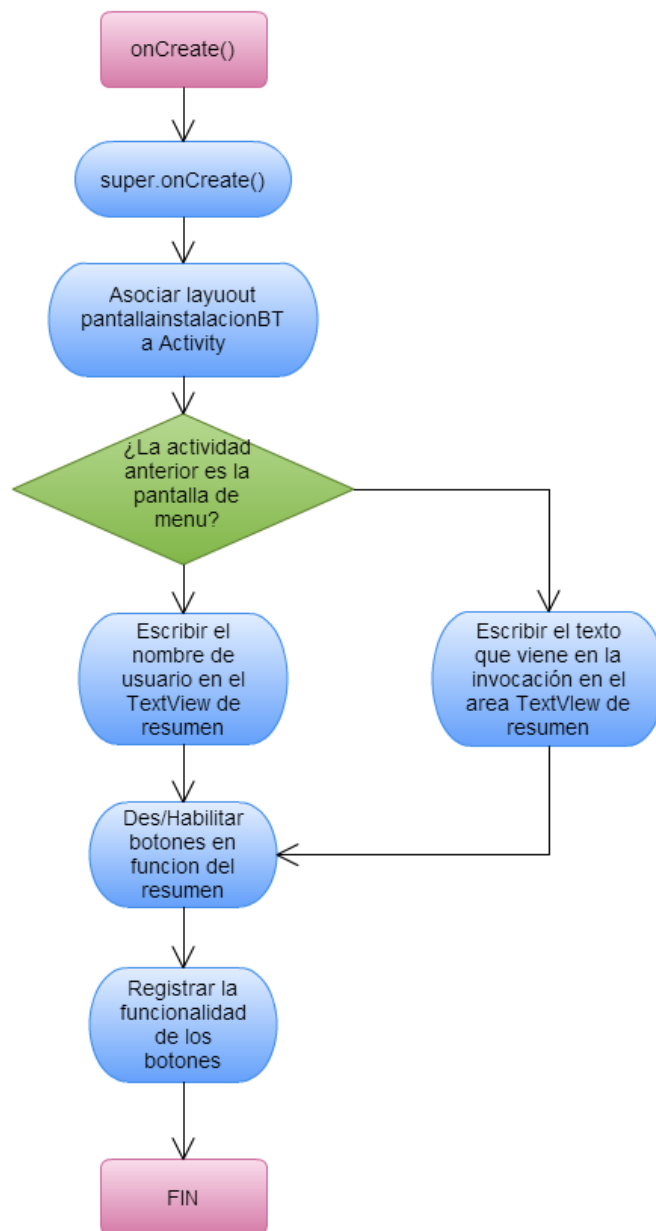 onCreate()
super.onCreate()
Asociar layuout
pantallainstalacionBT
a Activity
¿La actividad
anterior es la
pantalla de
menu?
Escribir el
nombre de
usuario en el
TextView de
resumen
Escribir el texto
que viene en la
invocación en el
area TextVIew de
resumen
Des/Habilitar
botones en
funcion del
resumen
Registrar la
funcionalidad
de los
botones
FIN